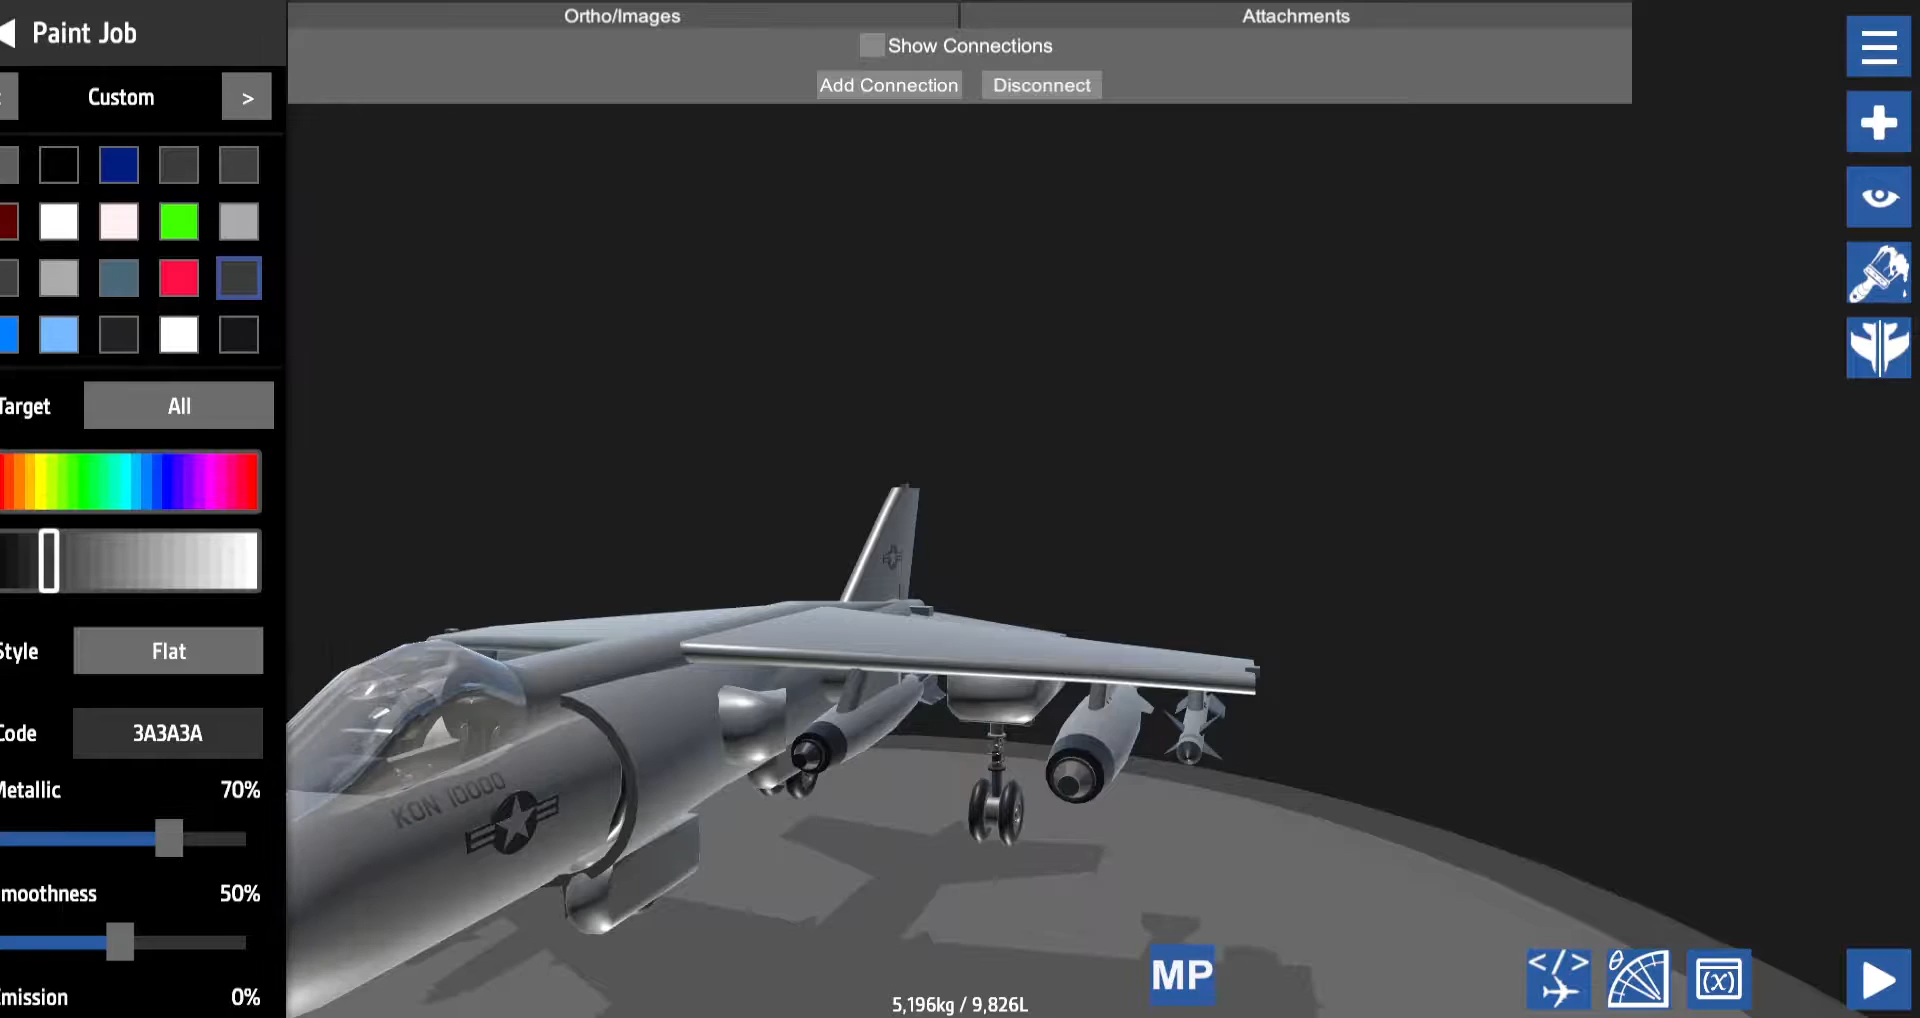 Paint Job
Custom
>
Target
All
Style
Flat
Code
3A3A3A
Metallic
70%
Smoothness
50%
Emission
0%
Ortho/Images
Attachments
Show Connections
Add Connection
Disconnect
KON 10000
MP
5,196kg / 9,826L
</>
θ
(x)